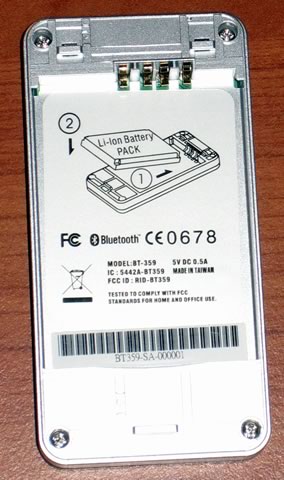 2
Li-Ion Battery
PACK
1
FC Bluetooth CE0678
MODEL:BT-359 5V DC 0.5A
IC : 5442A-BT359 MADE IN TAIWAN
FCC ID : RID-BT359
TESTED TO COMPLY WITH FCC
STANDARDS FOR HOME AND OFFICE USE.
BT359-SA-000001